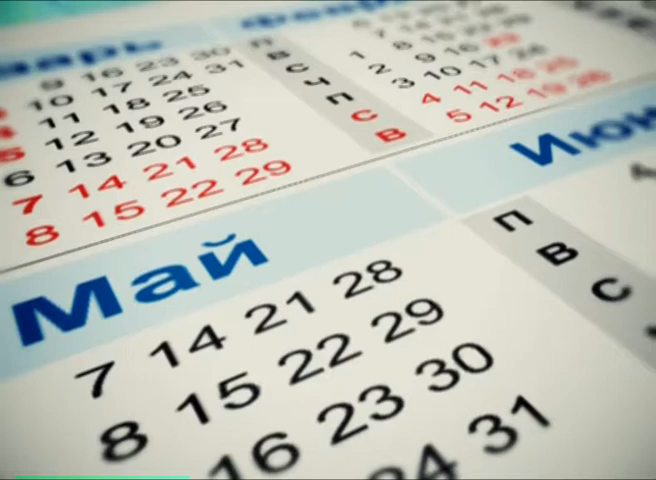 9 16 23 30 П
10 17 24 31 В
11 18 25 С 1 8
12 19 26 Ч 2 9 16 23
6 13 20 27 П 3 10 17 24
7 14 21 28 С 4 11 18 25
8 15 22 29 В 5 12 19 26
Май Июн
7 14 21 28 П
8 15 22 29 В
16 23 30 С
24 31